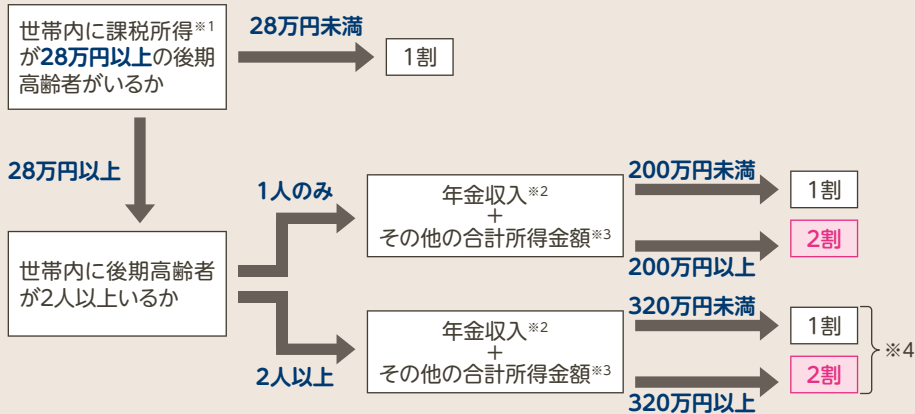 世帯内に課税所得※1
が28万円以上の後期
高齢者がいるか
28万円未満
1割
28万円以上
世帯内に後期高齢者
が2人以上いるか
1人のみ
年金収入※2
+
その他の合計所得金額※3
200万円未満
1割
2割
200万円以上
2人以上
年金収入※2
+
その他の合計所得金額※3
320万円未満
1割
2割
320万円以上
※4